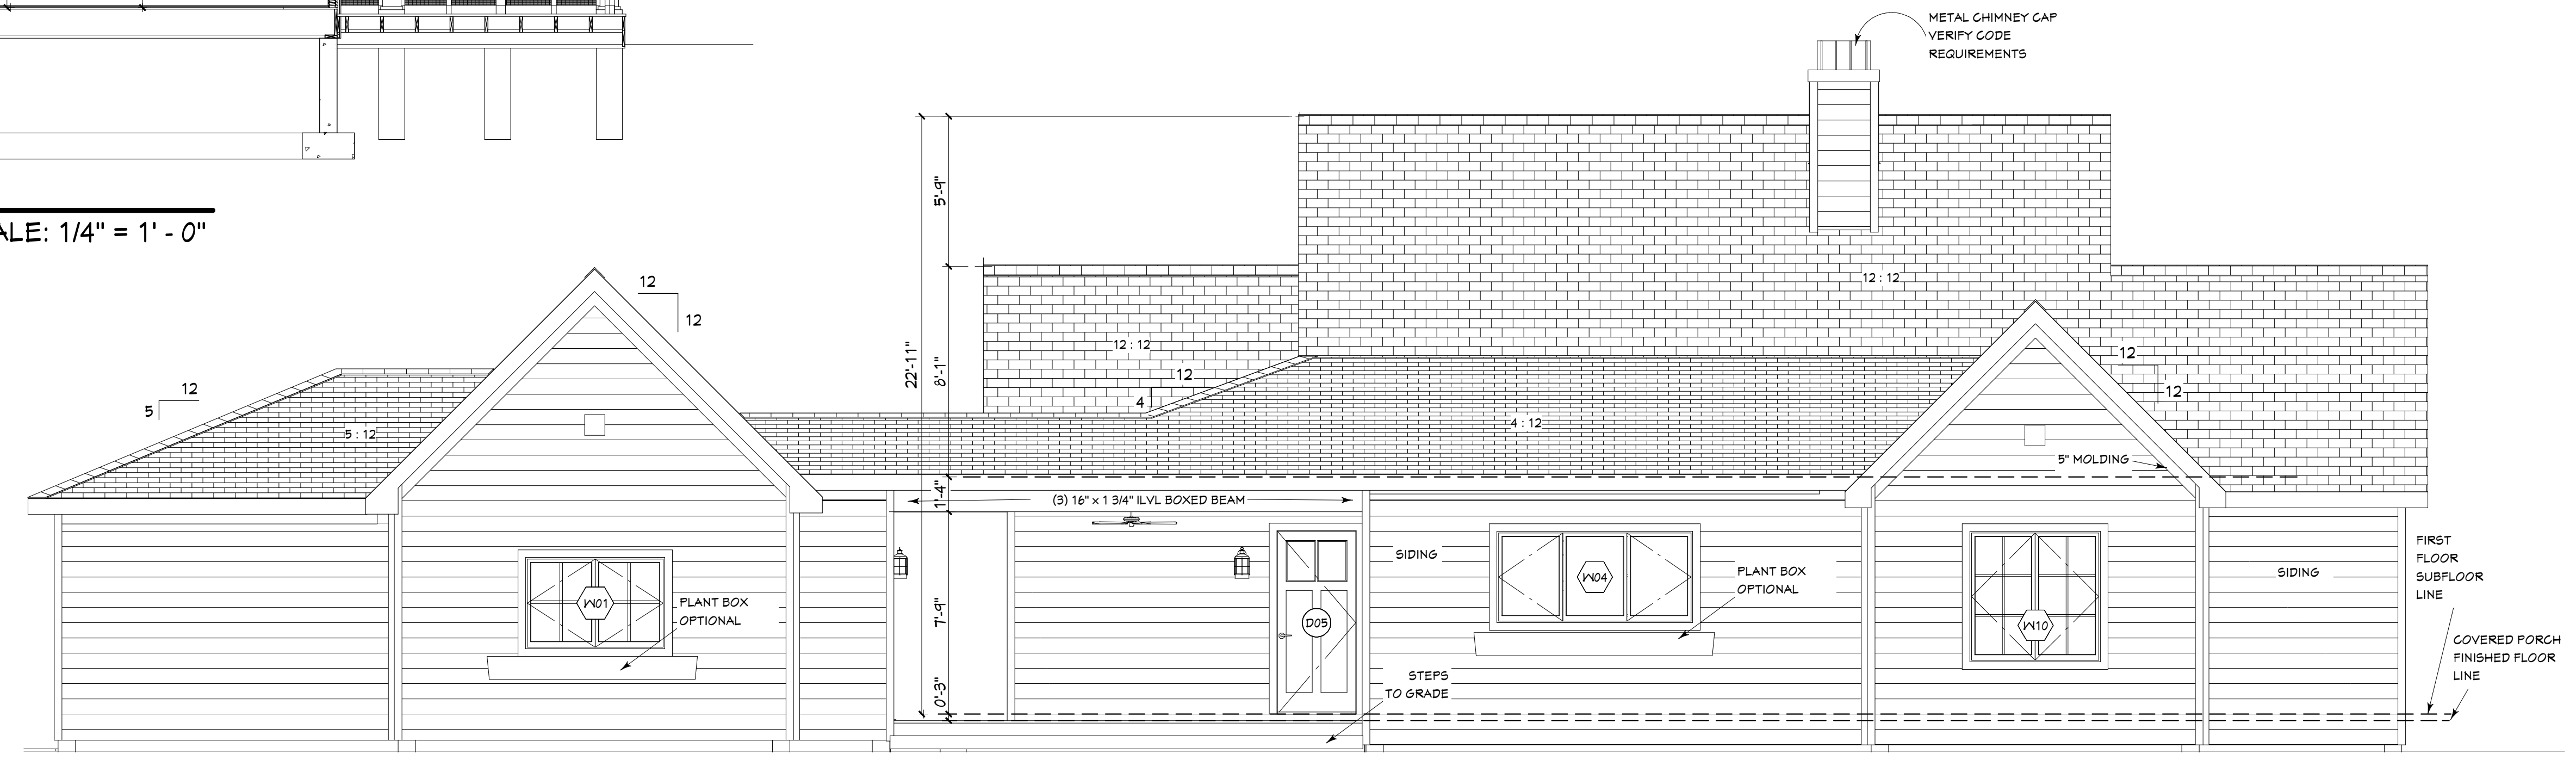 METAL CHIMNEY CAP
VERIFY CODE
REQUIREMENTS
ALE: 1/4" = 1' - 0"
5'-9"
22'-11"
8'-1"
1'-4"
7'-9"
0'-3"
12
12
12
5
5 : 12
12 : 12
12
4
4 : 12
12 : 12
12
12
5" MOLDING
(3) 16" x 1 3/4" ILVL BOXED BEAM
W01
PLANT BOX
OPTIONAL
D05
SIDING
W04
PLANT BOX
OPTIONAL
STEPS
TO GRADE
W10
SIDING
FIRST
FLOOR
SUBFLOOR
LINE
COVERED PORCH
FINISHED FLOOR
LINE